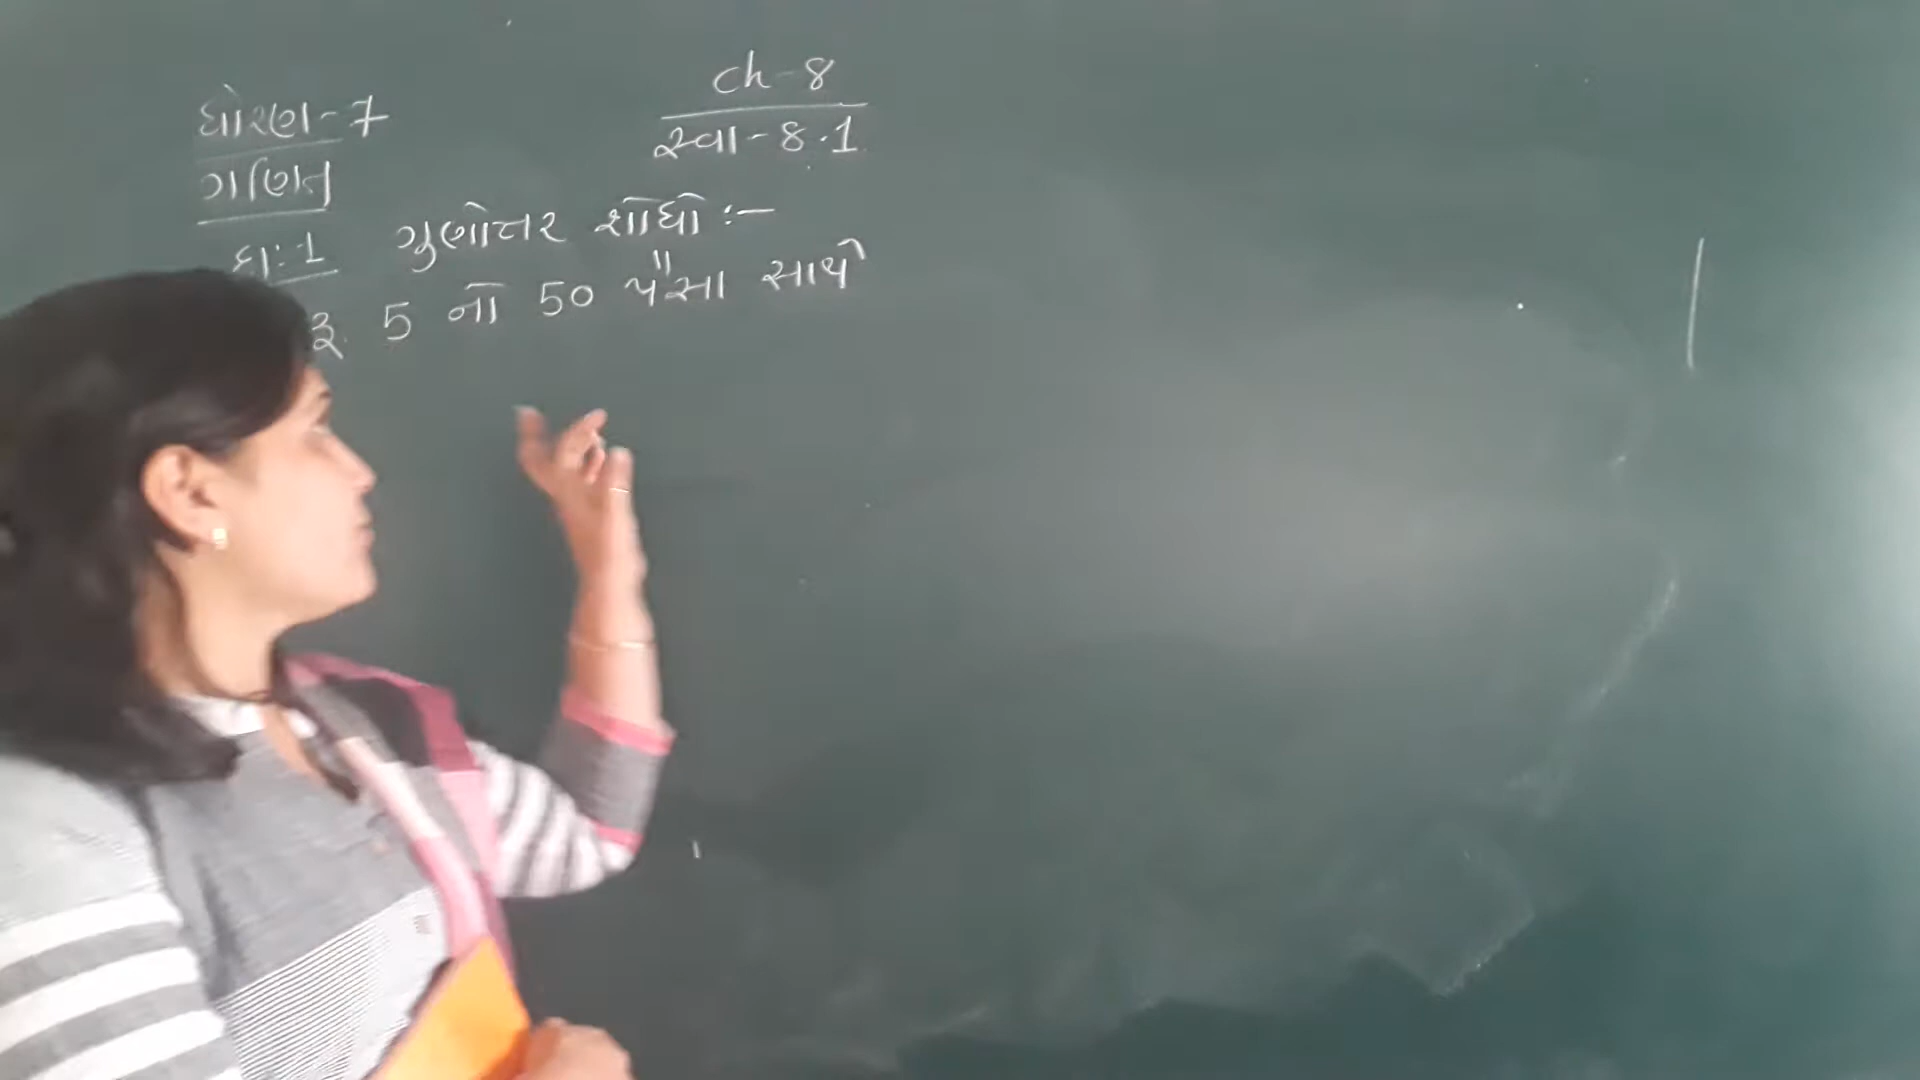 ધોરણ-7
ગણિત
ch-8
સ્વા-8.1
દા:1 ગુણોત્તર શોધો :-
રૂ. 5 નો 50 પૈસા સાથે